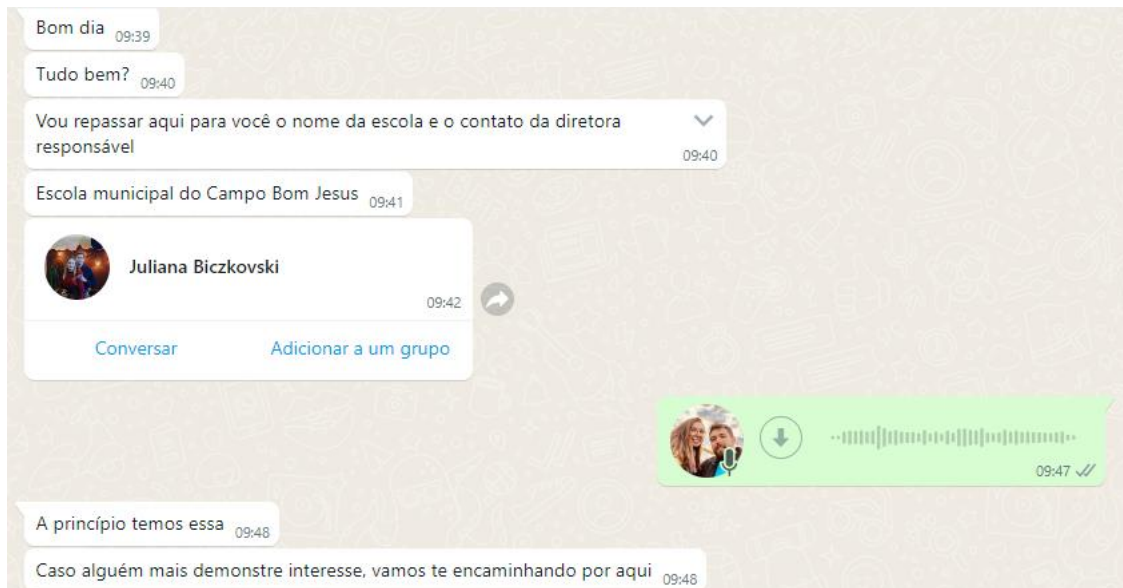 Bom dia 09:39
Tudo bem? 09:40
Vou repassar aqui para você o nome da escola e o contato da diretora
responsável
09:40
Escola municipal do Campo Bom Jesus 09:41
Juliana Biczkovski
09:42
Conversar Adicionar a um grupo
09:47
A princípio temos essa 09:48
Caso alguém mais demonstre interesse, vamos te encaminhando por aqui 09:48